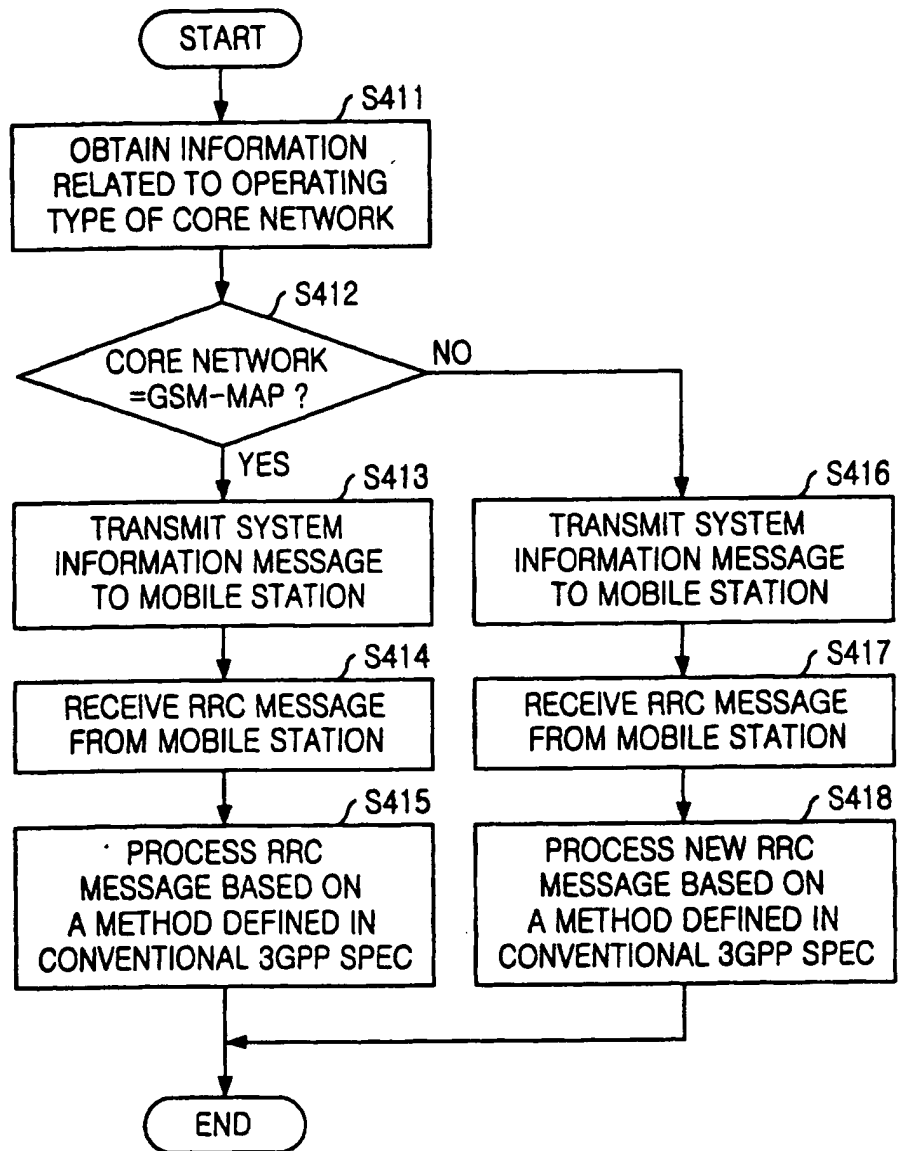 START
S411
OBTAIN INFORMATION
RELATED TO OPERATING
TYPE OF CORE NETWORK
S412
CORE NETWORK
=GSM-MAP ?
NO
YES
S413
TRANSMIT SYSTEM
INFORMATION MESSAGE
TO MOBILE STATION
S414
RECEIVE RRC MESSAGE
FROM MOBILE STATION
S415
PROCESS RRC
MESSAGE BASED ON
A METHOD DEFINED IN
CONVENTIONAL 3GPP SPEC
S416
TRANSMIT SYSTEM
INFORMATION MESSAGE
TO MOBILE STATION
S417
RECEIVE RRC MESSAGE
FROM MOBILE STATION
S418
PROCESS NEW RRC
MESSAGE BASED ON
A METHOD DEFINED IN
CONVENTIONAL 3GPP SPEC
END